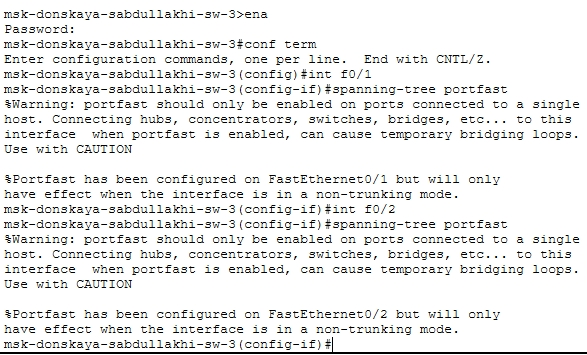 msk-donskaya-sabdullakhi-sw-3>ena
Password:
msk-donskaya-sabdullakhi-sw-3#conf term
Enter configuration commands, one per line.  End with CNTL/Z.
msk-donskaya-sabdullakhi-sw-3(config)#int f0/1
msk-donskaya-sabdullakhi-sw-3(config-if)#spanning-tree portfast
%Warning: portfast should only be enabled on ports connected to a single
host. Connecting hubs, concentrators, switches, bridges, etc... to this
interface  when portfast is enabled, can cause temporary bridging loops.
Use with CAUTION

%Portfast has been configured on FastEthernet0/1 but will only
have effect when the interface is in a non-trunking mode.
msk-donskaya-sabdullakhi-sw-3(config-if)#int f0/2
msk-donskaya-sabdullakhi-sw-3(config-if)#spanning-tree portfast
%Warning: portfast should only be enabled on ports connected to a single
host. Connecting hubs, concentrators, switches, bridges, etc... to this
interface  when portfast is enabled, can cause temporary bridging loops.
Use with CAUTION

%Portfast has been configured on FastEthernet0/2 but will only
have effect when the interface is in a non-trunking mode.
msk-donskaya-sabdullakhi-sw-3(config-if)#